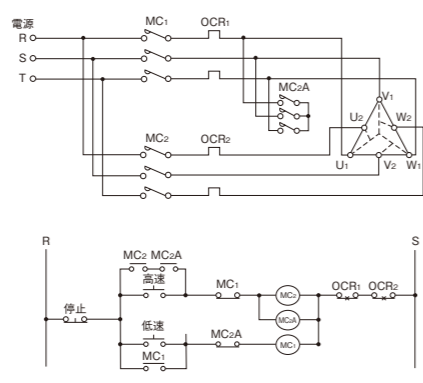 電源
MC1 OCR1
R
S
T
MC2A
V1
U2 W2
MC2 OCR2
U1 V2 W1
R S
MC2 MC2A
高速 MC1 OCR1 OCR2
MC2
停止
MC2A
低速 MC2A
MC1
MC1